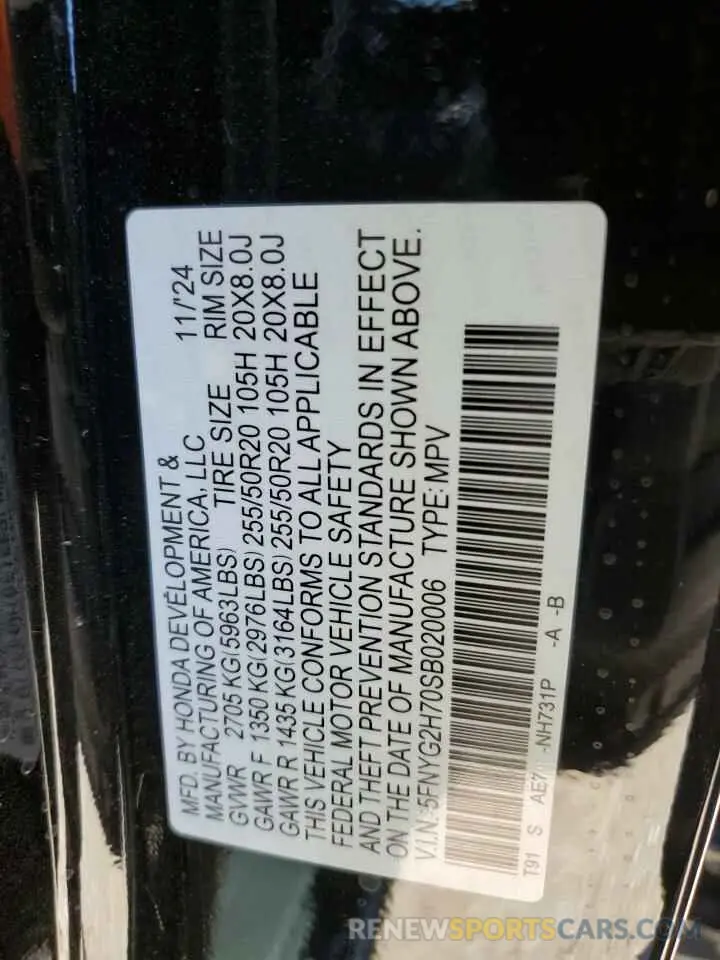 MFD. BY HONDA DEVELOPMENT & 11/'24
MANUFACTURING OF AMERICA, LLC
GVWR 2705 KG(5963LBS) TIRE SIZE RIM SIZE
GAWR F 1350 KG(2976LBS) 255/50R20 105H 20X8.0J
GAWR R 1435 KG(3164LBS) 255/50R20 105H 20X8.0J
THIS VEHICLE CONFORMS TO ALL APPLICABLE
FEDERAL MOTOR VEHICLE SAFETY
AND THEFT PREVENTION STANDARDS IN EFFECT
ON THE DATE OF MANUFACTURE SHOWN ABOVE.
V.I.N.:5FNYG2H70SB020006 TYPE:MPV
T91 S NH731P -A -B
RENEWSPORTSCARS.COM